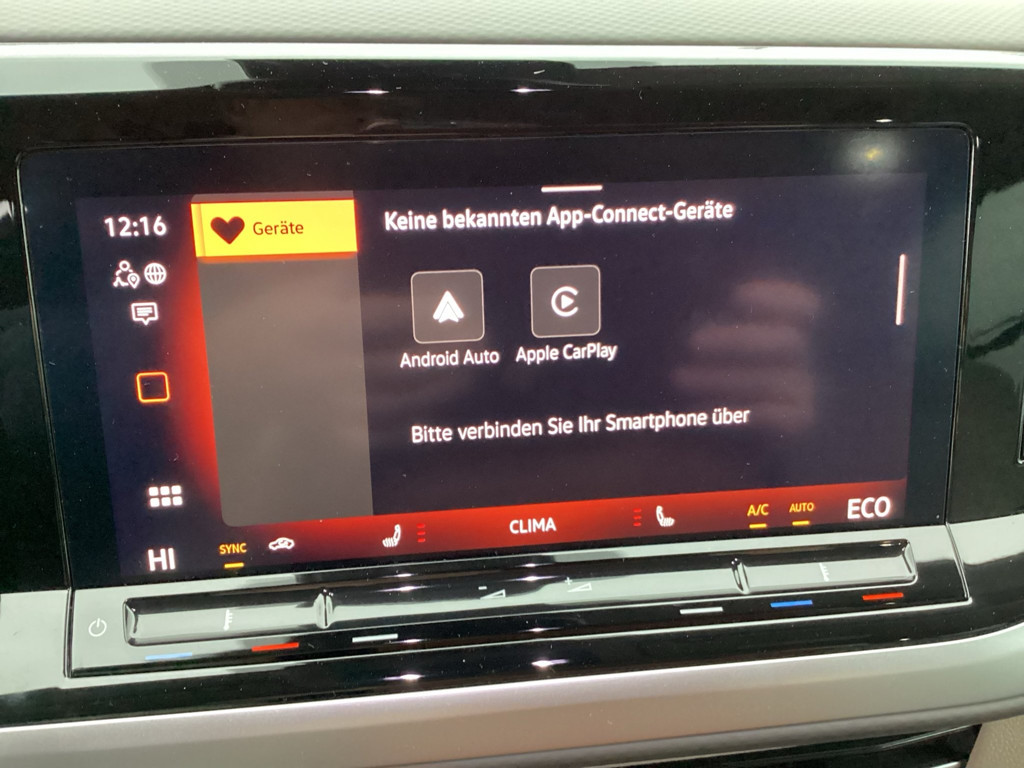 12:16
Geräte
Keine bekannten App-Connect-Geräte
Android Auto
Apple CarPlay
Bitte verbinden Sie Ihr Smartphone über
HI
SYNC
CLIMA
A/C
AUTO
ECO